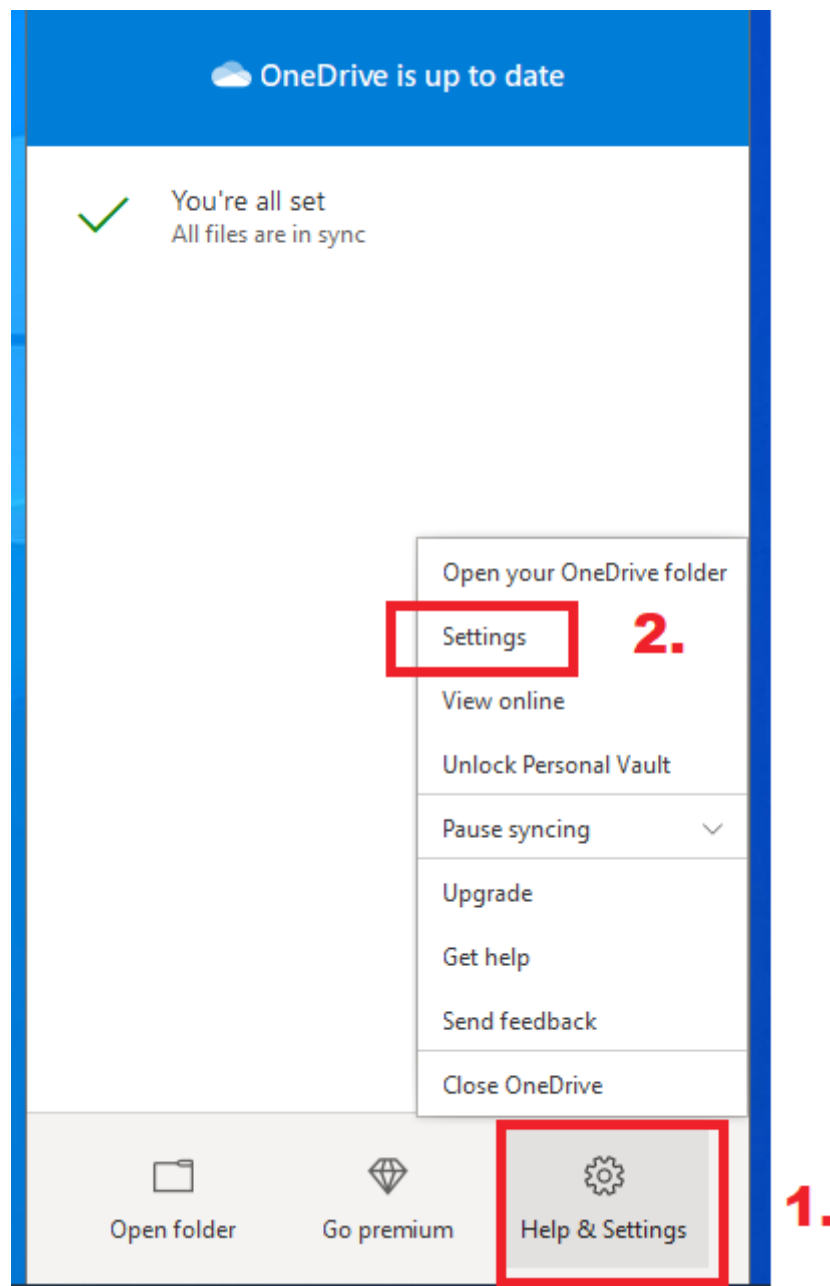 OneDrive is up to date
You're all set
All files are in sync
Open your OneDrive folder
Settings
2.
View online
Unlock Personal Vault
Pause syncing
Upgrade
Get help
Send feedback
Close OneDrive
Open folder
Go premium
Help & Settings
1.